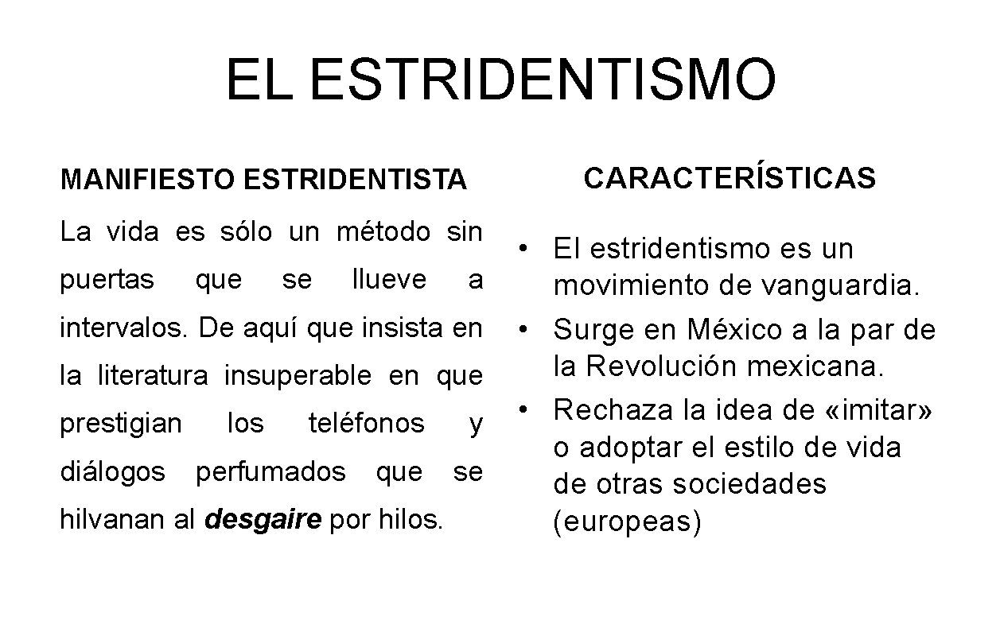 EL ESTRIDENTISMO
MANIFIESTO ESTRIDENTISTA
La vida es sólo un método sin
puertas que se llueve a
intervalos. De aquí que insista en
la literatura insuperable en que
prestigian los teléfonos y
diálogos perfumados que se
hilvanan al desgaire por hilos.
CARACTERÍSTICAS
• El estridentismo es un
movimiento de vanguardia.
• Surge en México a la par de
la Revolución mexicana.
• Rechaza la idea de «imitar»
o adoptar el estilo de vida
de otras sociedades
(europeas)